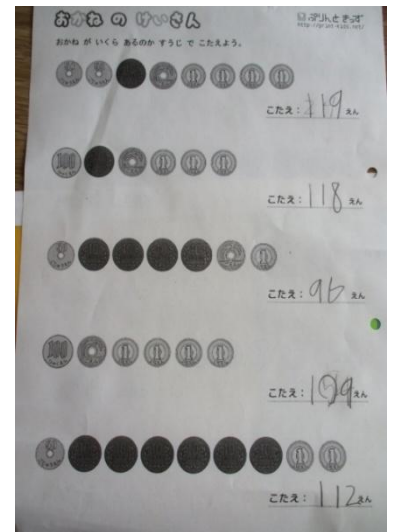 おかね の けいさん
ぷりんときっず
http://print-kids.net/
おかね が いくら あるのか すうじ で こたえよう。
こたえ: 119 えん
100
こたえ: 118 えん
こたえ: 96 えん
100
こたえ: 109 えん
こたえ: 112 えん